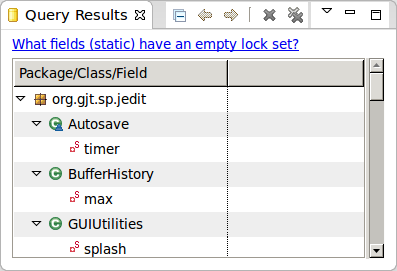 Query Results
What fields (static) have an empty lock set?
Package/Class/Field
org.gjt.sp.jedit
Autosave
timer
BufferHistory
max
GUIUtilities
splash